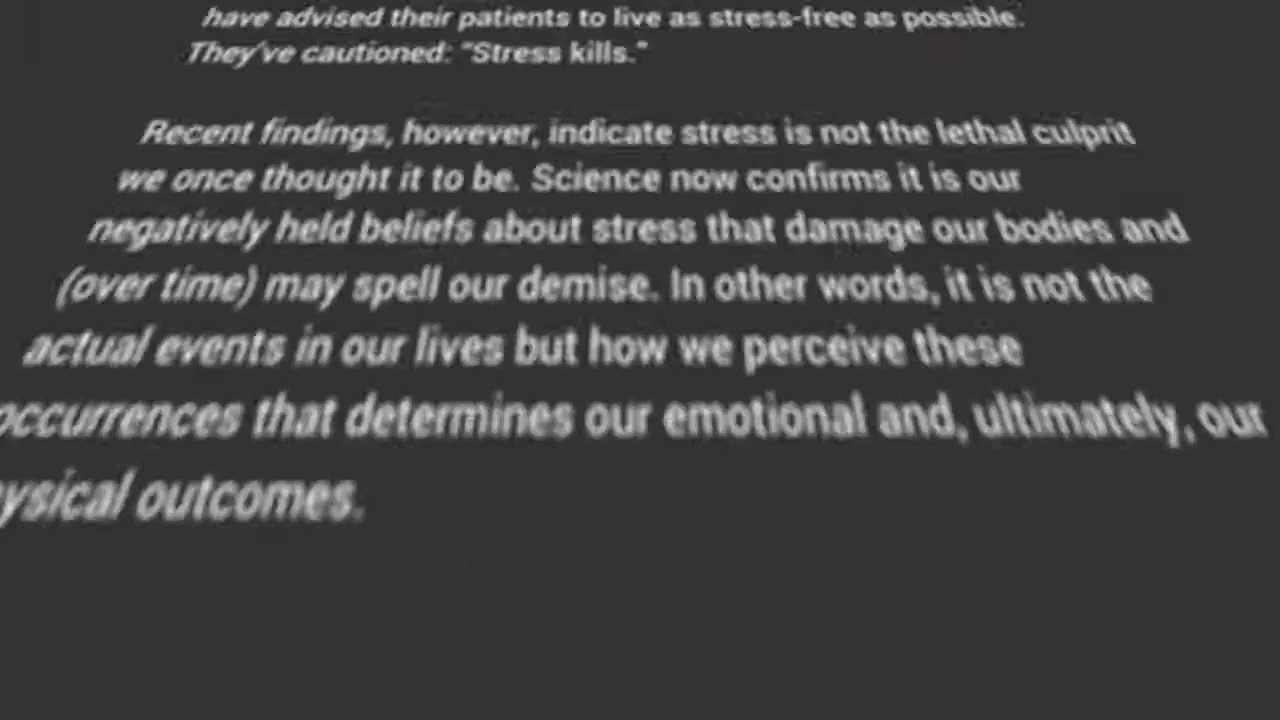 have advised their patients to live as stress-free as possible.
They've cautioned: "Stress kills."
Recent findings, however, indicate stress is not the lethal culprit
we once thought it to be. Science now confirms it is our
negatively held beliefs about stress that damage our bodies and
(over time) may spell our demise. In other words, it is not the
actual events in our lives but how we perceive these
occurrences that determines our emotional and, ultimately, our
ysical outcomes.